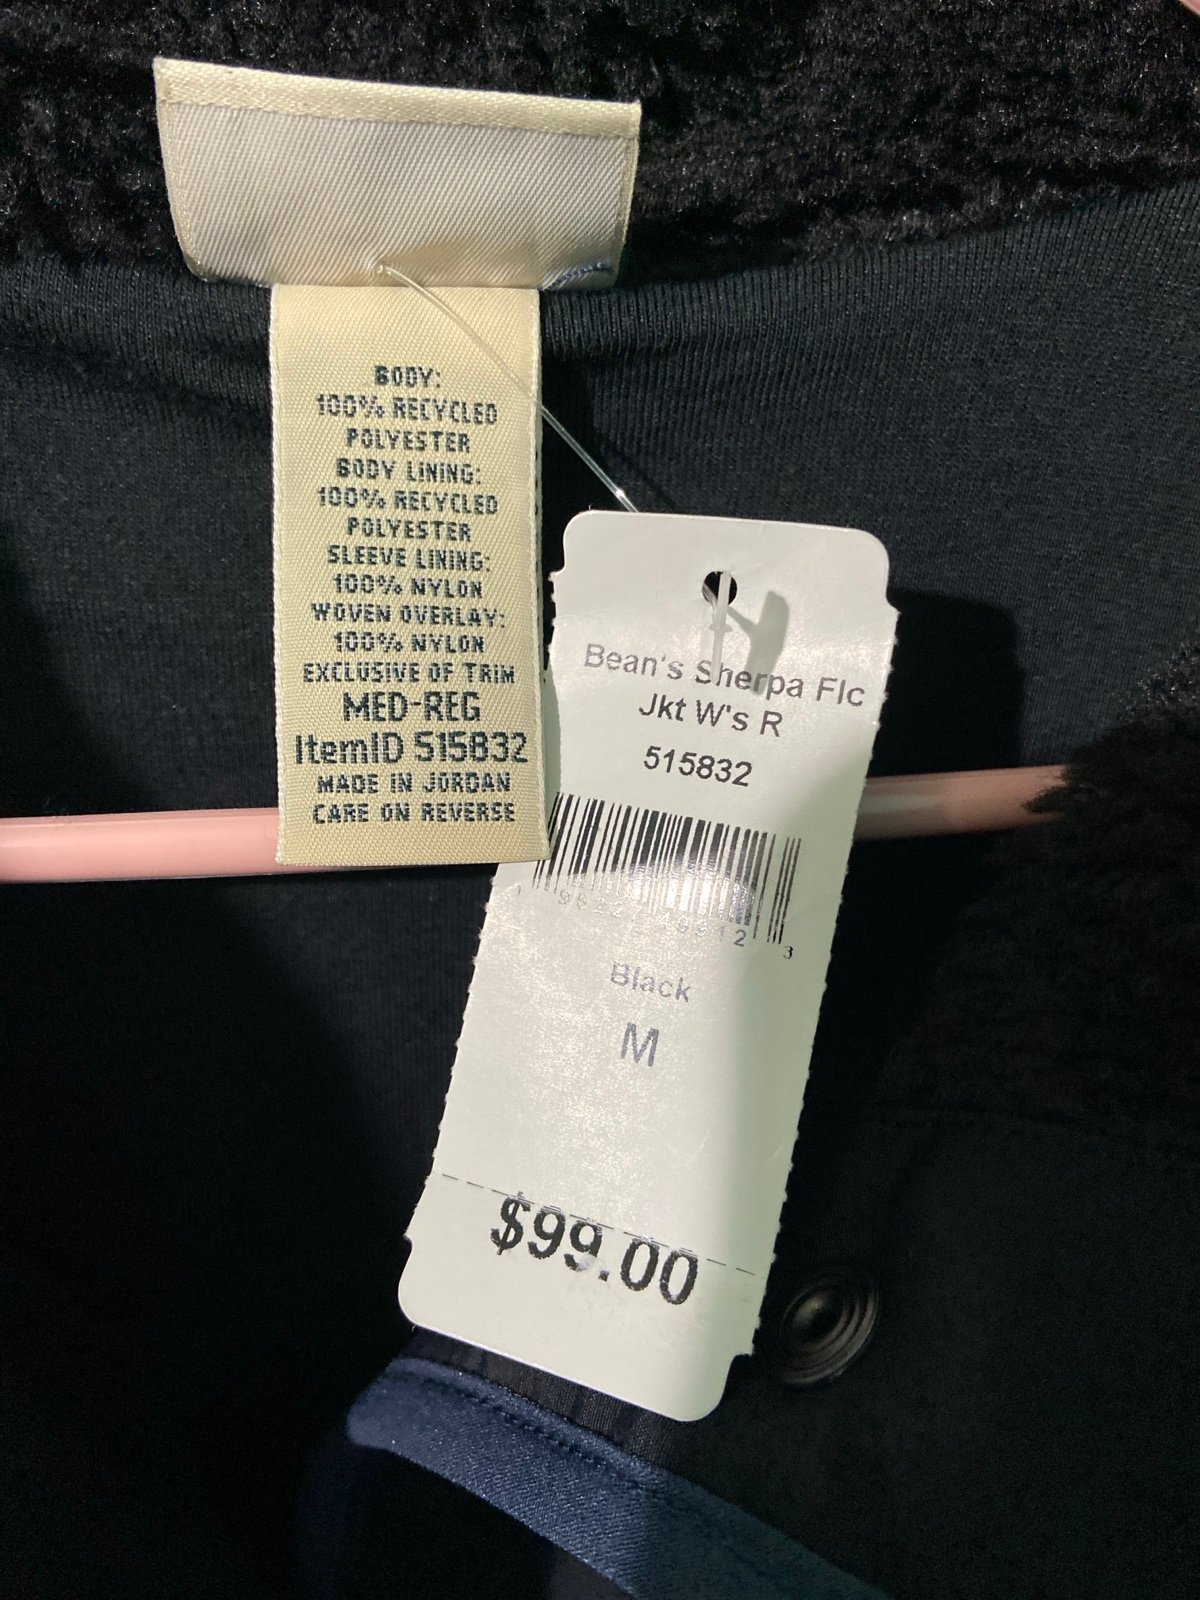 BODY:
100% RECYCLED
POLYESTER
BODY LINING:
100% RECYCLED
POLYESTER
SLEEVE LINING:
100% NYLON
WOVEN OVERLAY:
100% NYLON
EXCLUSIVE OF TRIM
MED-REG
ItemID 515832
MADE IN JORDAN
CARE ON REVERSE
Bean's Sherpa Flc
Jkt W's R
515832
Black
M
$99.00